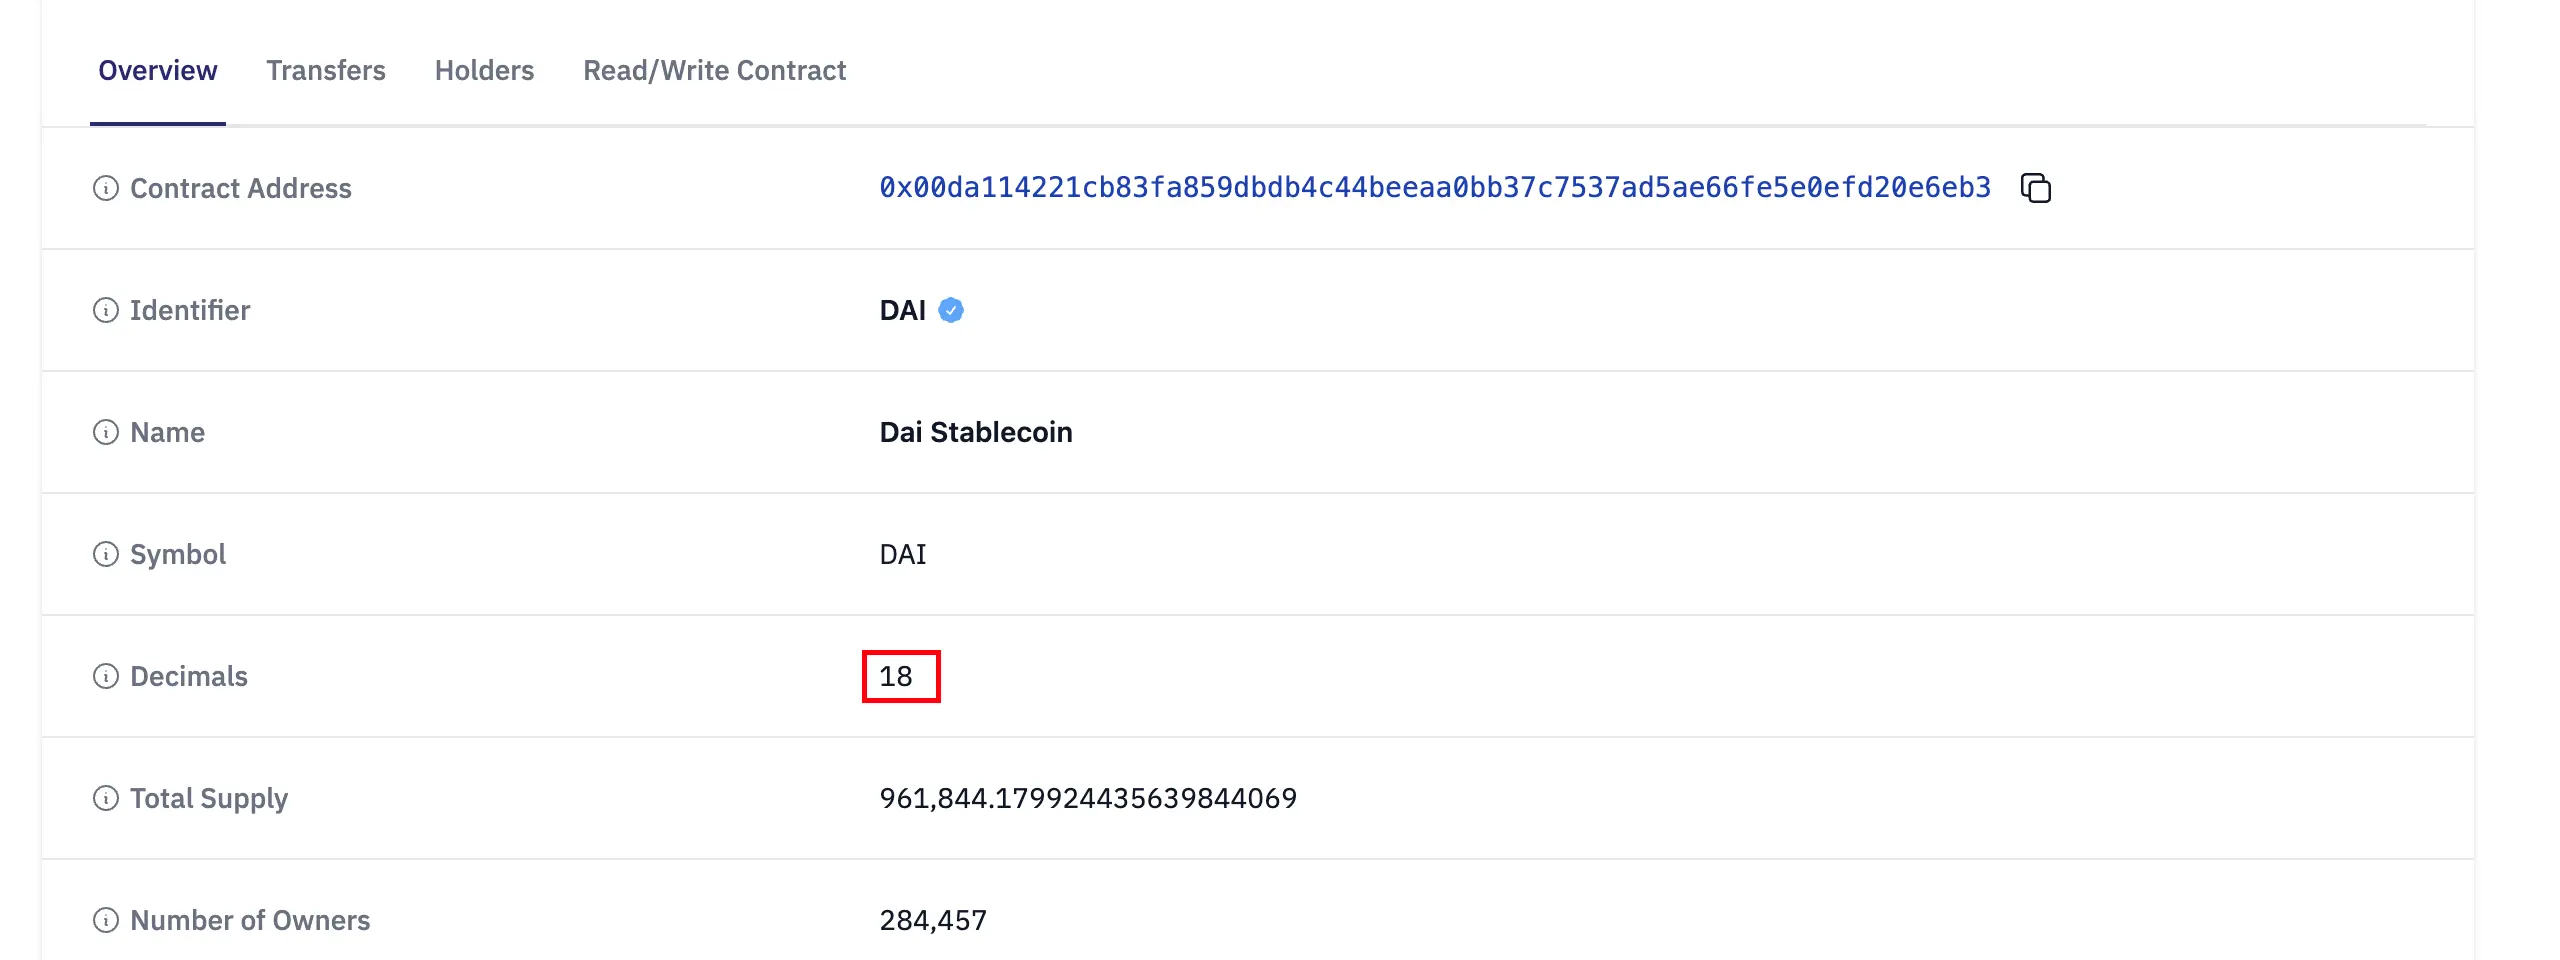 Overview Transfers Holders Read/Write Contract
Contract Address 0x00da114221cb83fa859dbdb4c44beeaa0bb37c7537ad5ae66fe5e0efd20e6eb3
Identifier DAI
Name Dai Stablecoin
Symbol DAI
Decimals 18
Total Supply 961,844.179924435639844069
Number of Owners 284,457